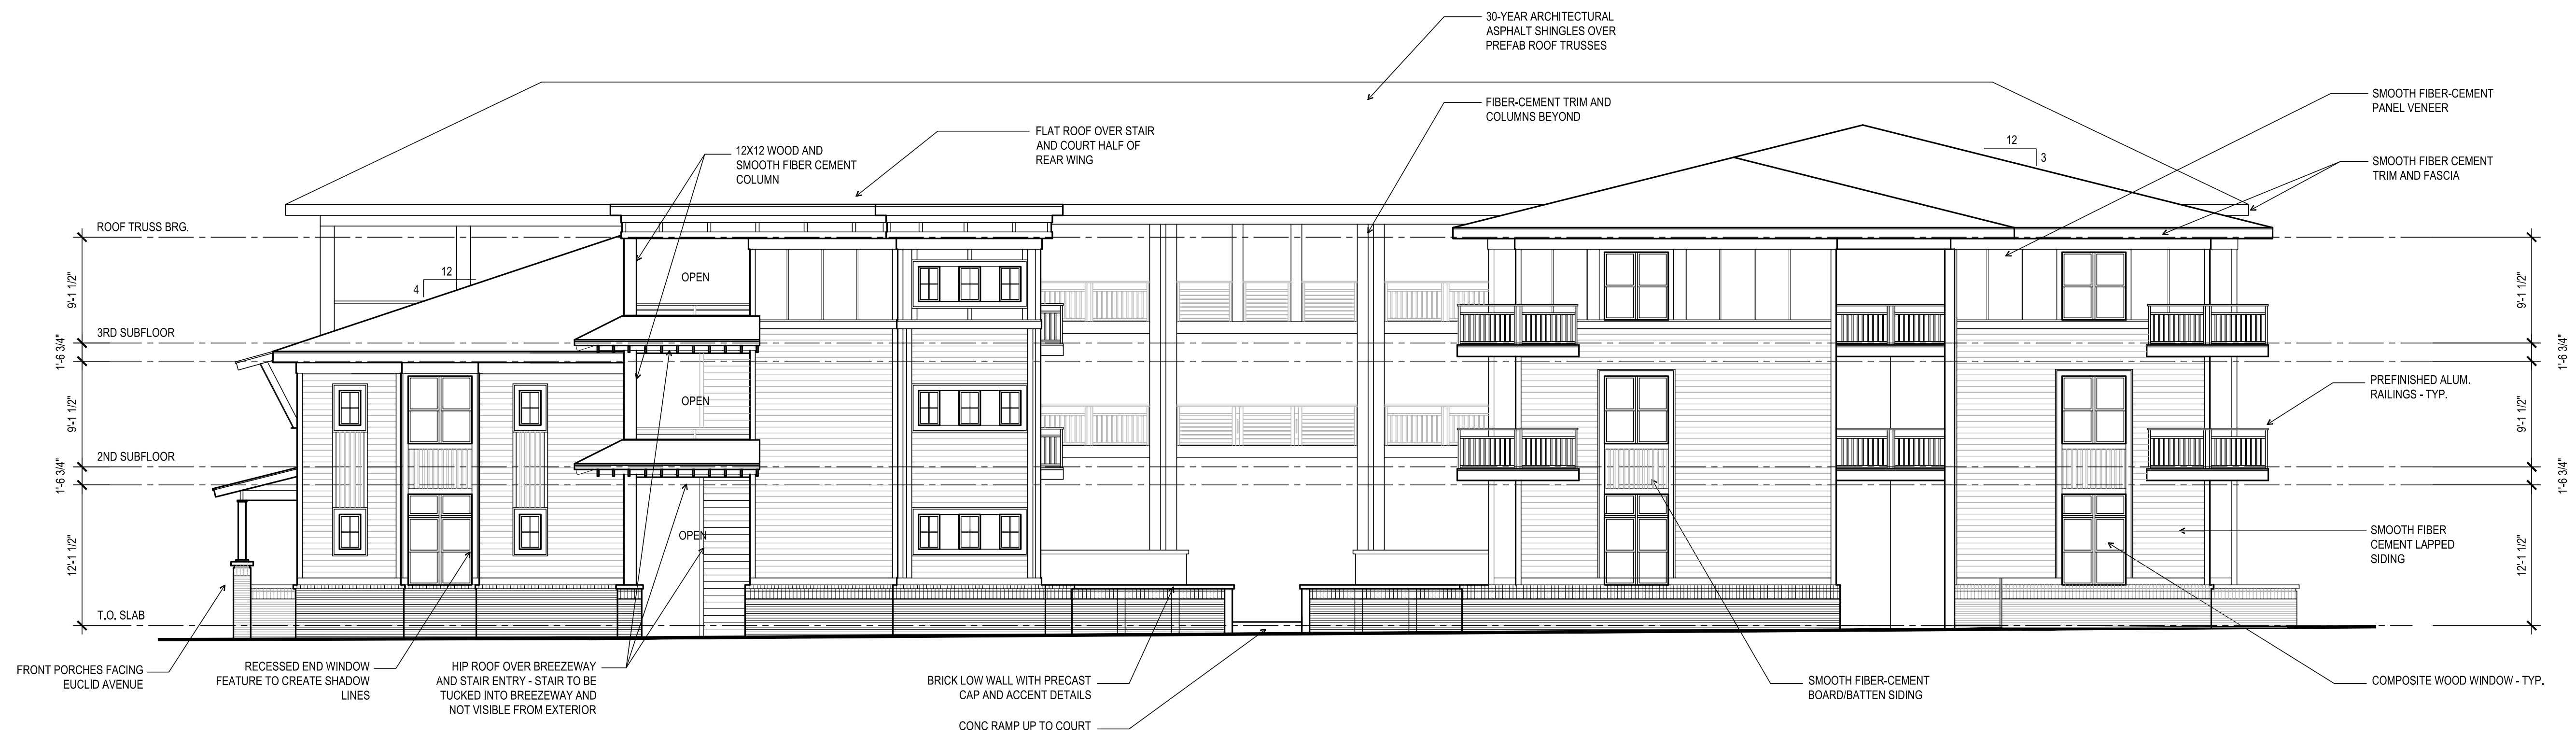 30-YEAR ARCHITECTURAL
ASPHALT SHINGLES OVER
PREFAB ROOF TRUSSES
SMOOTH FIBER-CEMENT
PANEL VENEER
FIBER-CEMENT TRIM AND
COLUMNS BEYOND
FLAT ROOF OVER STAIR
AND COURT HALF OF
REAR WING
12X12 WOOD AND
SMOOTH FIBER CEMENT
COLUMN
12
3
SMOOTH FIBER CEMENT
TRIM AND FASCIA
ROOF TRUSS BRG.
12
4
OPEN
9'-1 1/2"
9'-1 1/2"
3RD SUBFLOOR
1'-6 3/4"
1'-6 3/4"
PREFINISHED ALUM.
RAILINGS - TYP.
OPEN
9'-1 1/2"
9'-1 1/2"
2ND SUBFLOOR
1'-6 3/4"
1'-6 3/4"
OPEN
SMOOTH FIBER
CEMENT LAPPED
SIDING
12'-1 1/2"
12'-1 1/2"
T.O. SLAB
FRONT PORCHES FACING
EUCLID AVENUE
RECESSED END WINDOW
FEATURE TO CREATE SHADOW
LINES
HIP ROOF OVER BREEZEWAY
AND STAIR ENTRY - STAIR TO BE
TUCKED INTO BREEZEWAY AND
NOT VISIBLE FROM EXTERIOR
BRICK LOW WALL WITH PRECAST
CAP AND ACCENT DETAILS
CONC RAMP UP TO COURT
SMOOTH FIBER-CEMENT
BOARD/BATTEN SIDING
COMPOSITE WOOD WINDOW - TYP.